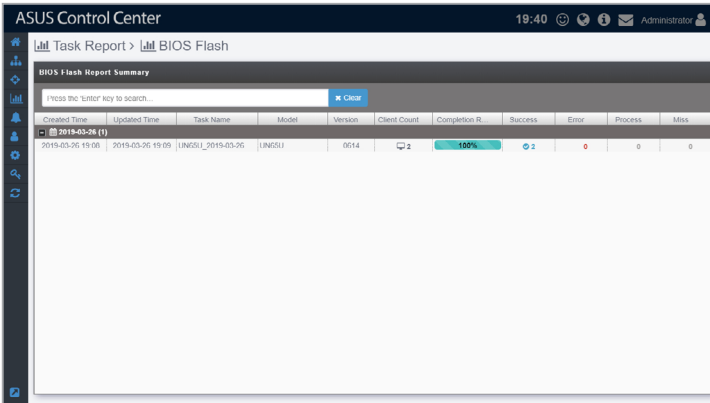 ASUS Control Center
19:40 Administrator
Task Report > BIOS Flash
BIOS Flash Report Summary
Press the 'Enter' key to search... × Clear
Created Time Updated Time Task Name Model Version Client Count Completion R... Success Error Process Miss
2019-03-26 (1)
2019-03-26 19:08 2019-03-26 19:09 UN65U_2019-03-26 UN65U 0614 2 100% 2 0 0 0